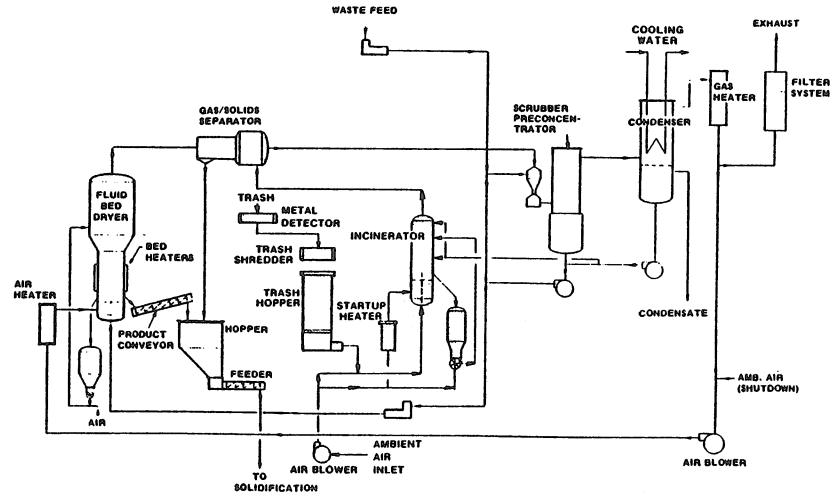 WASTE FEED
COOLING
WATER
EXHAUST
GAS
HEATER
FILTER
SYSTEM
GAS/SOLIDS
SEPARATOR
SCRUBBER
PRECONCEN-
TRATOR
CONDENSER
FLUID
BED
DRYER
TRASH
METAL
DETECTOR
INCINERATOR
BED
HEATERS
TRASH
SHREDDER
AIR
HEATER
TRASH
HOPPER
STARTUP
HEATER
CONDENSATE
PRODUCT
CONVEYOR
HOPPER
FEEDER
AMB. AIR
(SHUTDOWN)
AIR
AMBIENT
AIR
INLET
AIR BLOWER
AIR BLOWER
TO
SOLIDIFICATION